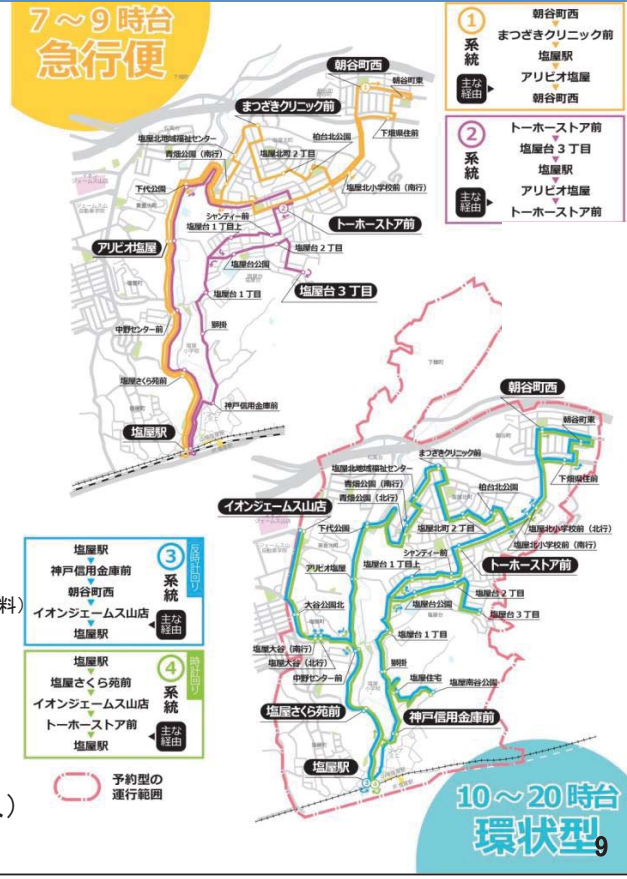 7～9時台
急行便
①
系統
主な
経由
朝谷町西
まつざきクリニック前
塩屋駅
アリビオ塩屋
朝谷町西
②
系統
主な
経由
トーホーストア前
塩屋台3丁目
塩屋駅
アリビオ塩屋
トーホーストア前
朝谷町西
朝谷町東
まつざきクリニック前
塩屋北地域福祉センター
柏台北公園
下畑県住前
青畑公園（南行）
塩屋北町2丁目
塩屋北小学校前（南行）
下代公園
シャンティー前
塩屋台1丁目上
トーホーストア前
アリビオ塩屋
塩屋台2丁目
塩屋台公園
塩屋台3丁目
塩屋台1丁目
中野センター前
獅掛
塩屋さくら苑前
神戸信用金庫前
塩屋駅
朝谷町西
朝谷町東
まつざきクリニック前
塩屋北地域福祉センター
下畑県住前
青畑公園（南行）
柏台北公園
青畑公園（北行）
イオンジェームス山店
塩屋北町2丁目
塩屋北小学校前（北行）
下代公園
塩屋北小学校前（南行）
シャンティー前
アリビオ塩屋
塩屋台1丁目上
トーホーストア前
塩屋台2丁目
大谷公園北
塩屋台公園
塩屋台3丁目
塩屋台1丁目
塩屋大谷（南行）
塩屋大谷（北行）
獅掛
中野センター前
塩屋住宅
塩屋南谷公園
塩屋さくら苑前
神戸信用金庫前
塩屋駅
反時計回り
③
系統
主な
経由
塩屋駅
神戸信用金庫前
朝谷町西
イオンジェームス山店
塩屋駅
料）
時計回り
④
系統
主な
経由
塩屋駅
塩屋さくら苑前
イオンジェームス山店
トーホーストア前
塩屋駅
予約型の
運行範囲
10～20時台
環状型
9